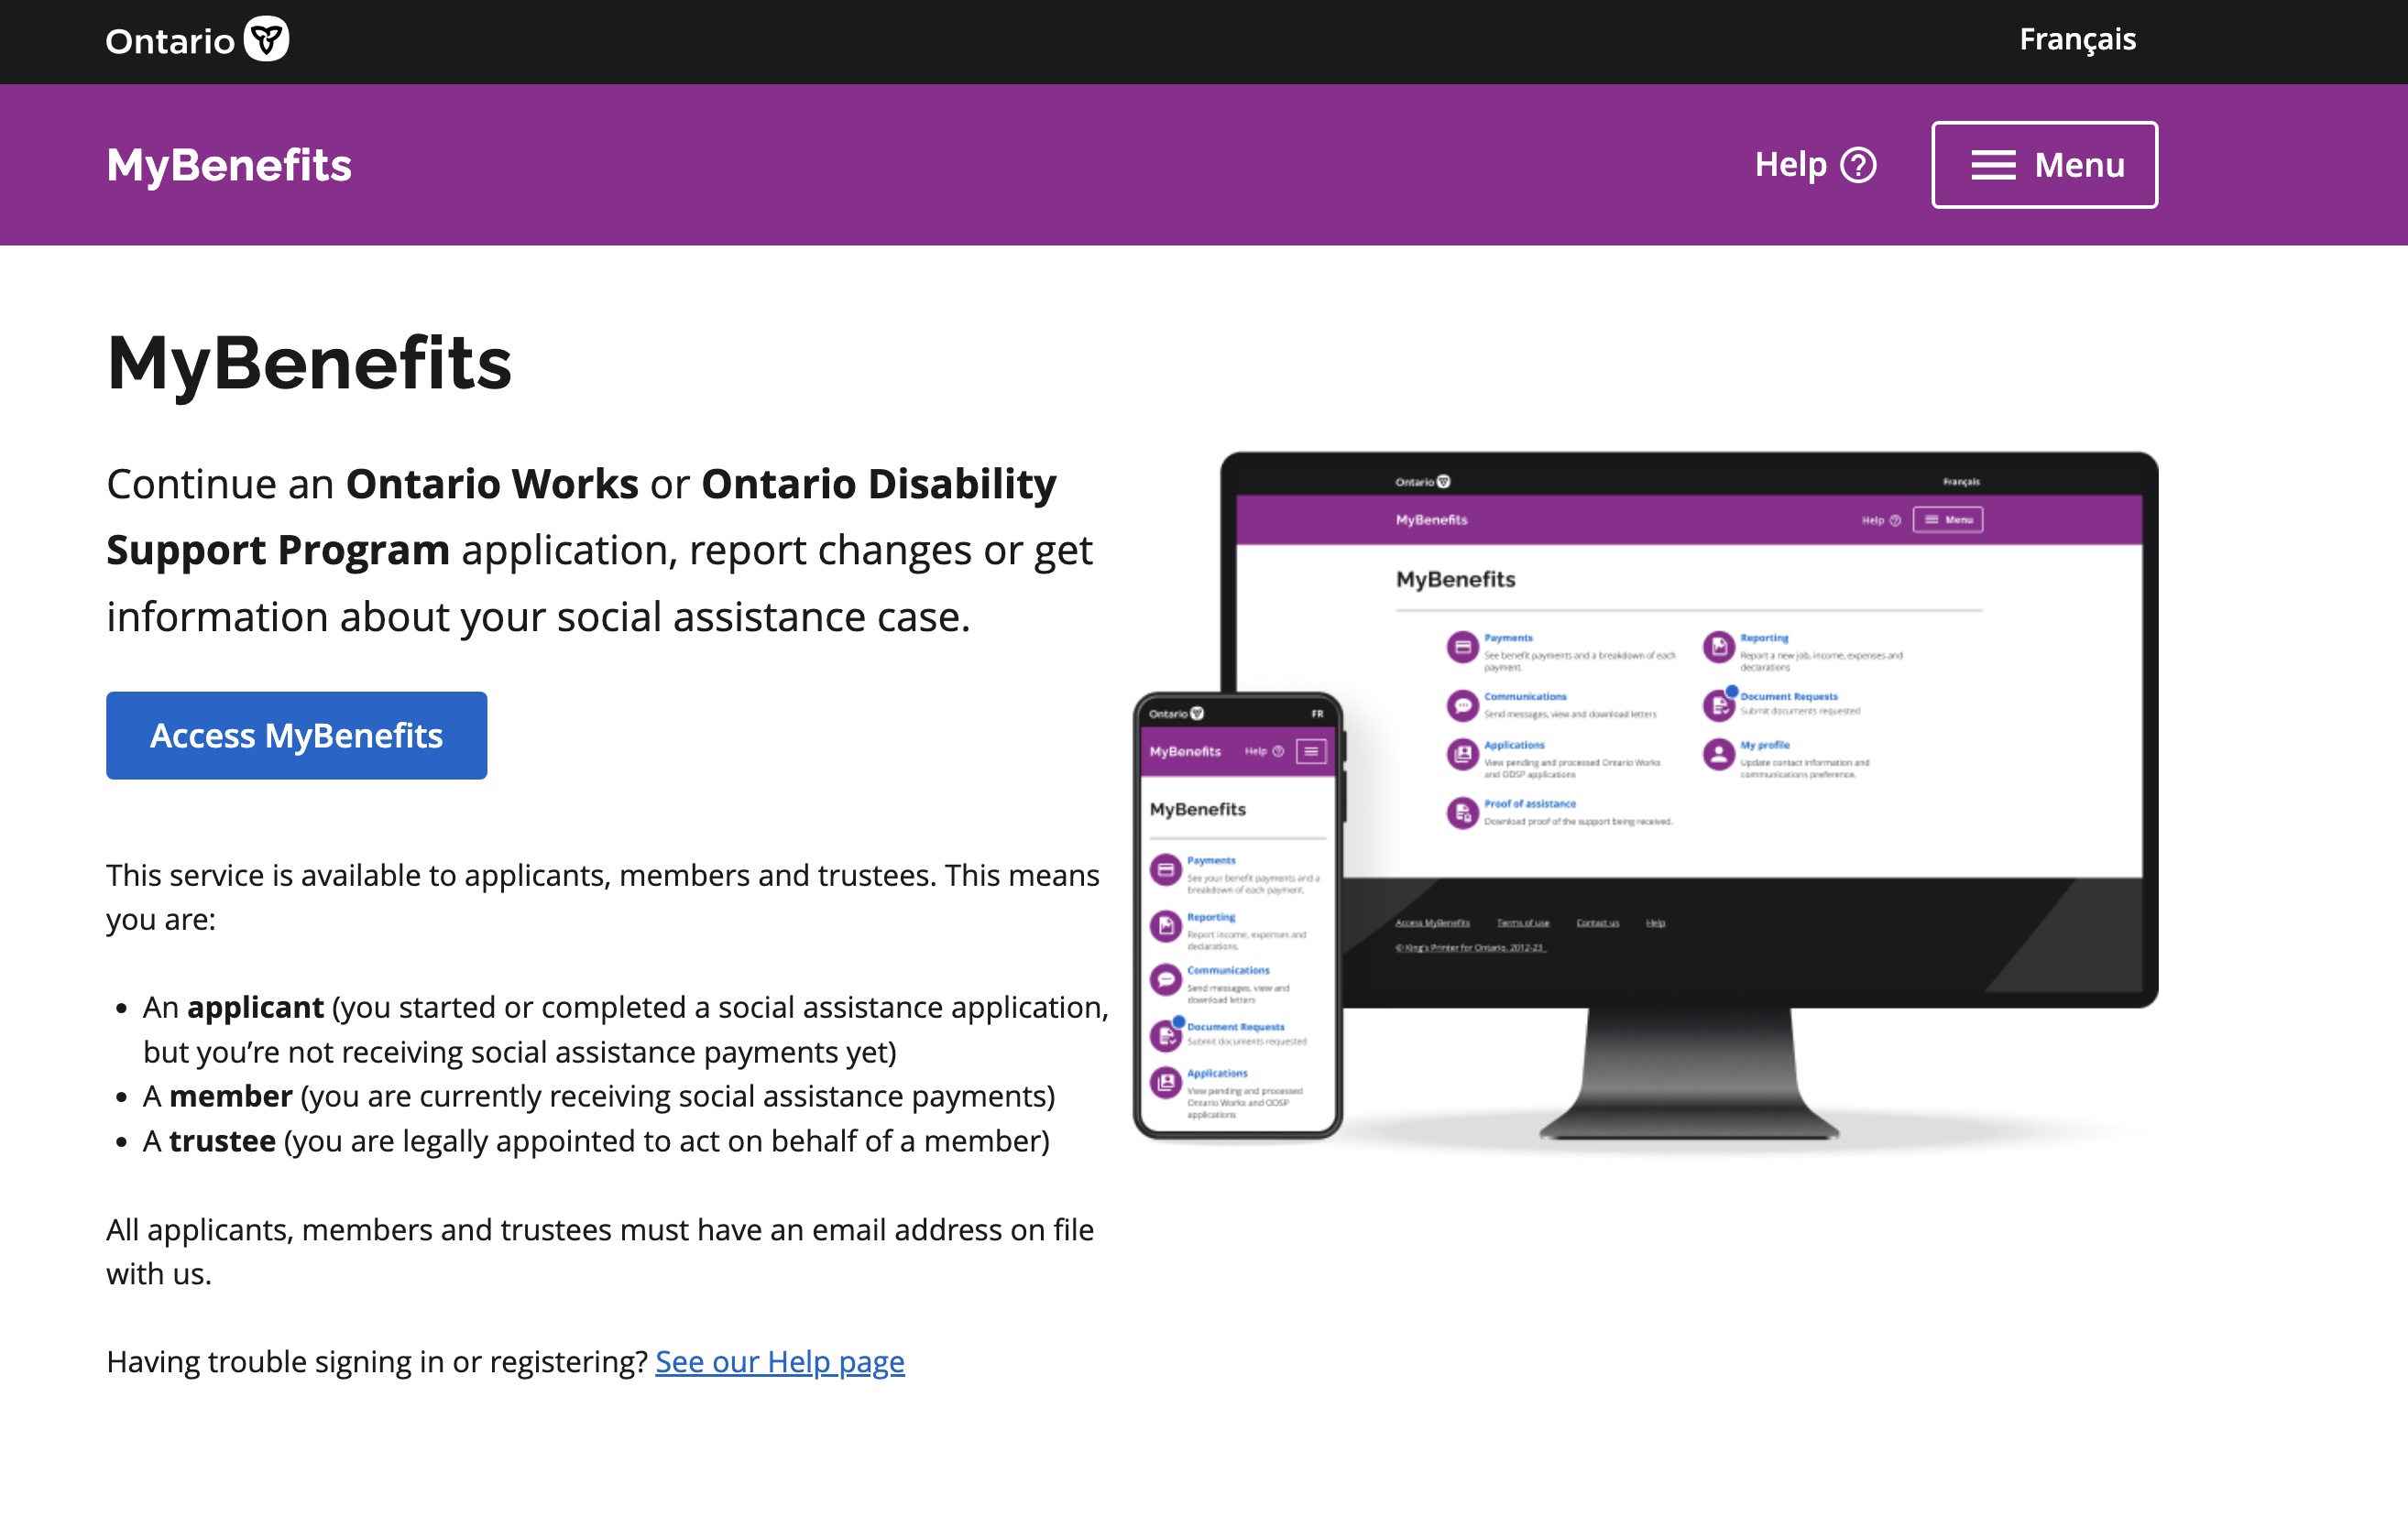 Ontario
Français
MyBenefits
Help
Menu
MyBenefits
Continue an Ontario Works or Ontario Disability
Support Program application, report changes or get
information about your social assistance case.
Access MyBenefits
This service is available to applicants, members and trustees. This means
you are:
• An applicant (you started or completed a social assistance application,
but you’re not receiving social assistance payments yet)
• A member (you are currently receiving social assistance payments)
• A trustee (you are legally appointed to act on behalf of a member)
All applicants, members and trustees must have an email address on file
with us.
Having trouble signing in or registering? See our Help page
Ontario
Français
MyBenefits
Help
Menu
MyBenefits
Payments
See benefit payments and a breakdown of each
payment.
Reporting
Report a new job, income, expenses and
declarations
Communications
Send messages, view and download letters
Document Requests
Submit documents requested
Applications
View pending and processed Ontario Works
and ODSP applications
My profile
Update contact information and
communications preference.
Proof of assistance
Download proof of the support being received.
Access MyBenefits
Terms of use
Contact us
Help
© King's Printer for Ontario, 2012-23
Ontario
FR
MyBenefits
Help
MyBenefits
Payments
See your benefit payments and a
breakdown of each payment.
Reporting
Report income, expenses and
declarations.
Communications
Send messages, view and
download letters
Document Requests
Submit documents requested
Applications
View pending and processed
Ontario Works and ODSP
applications